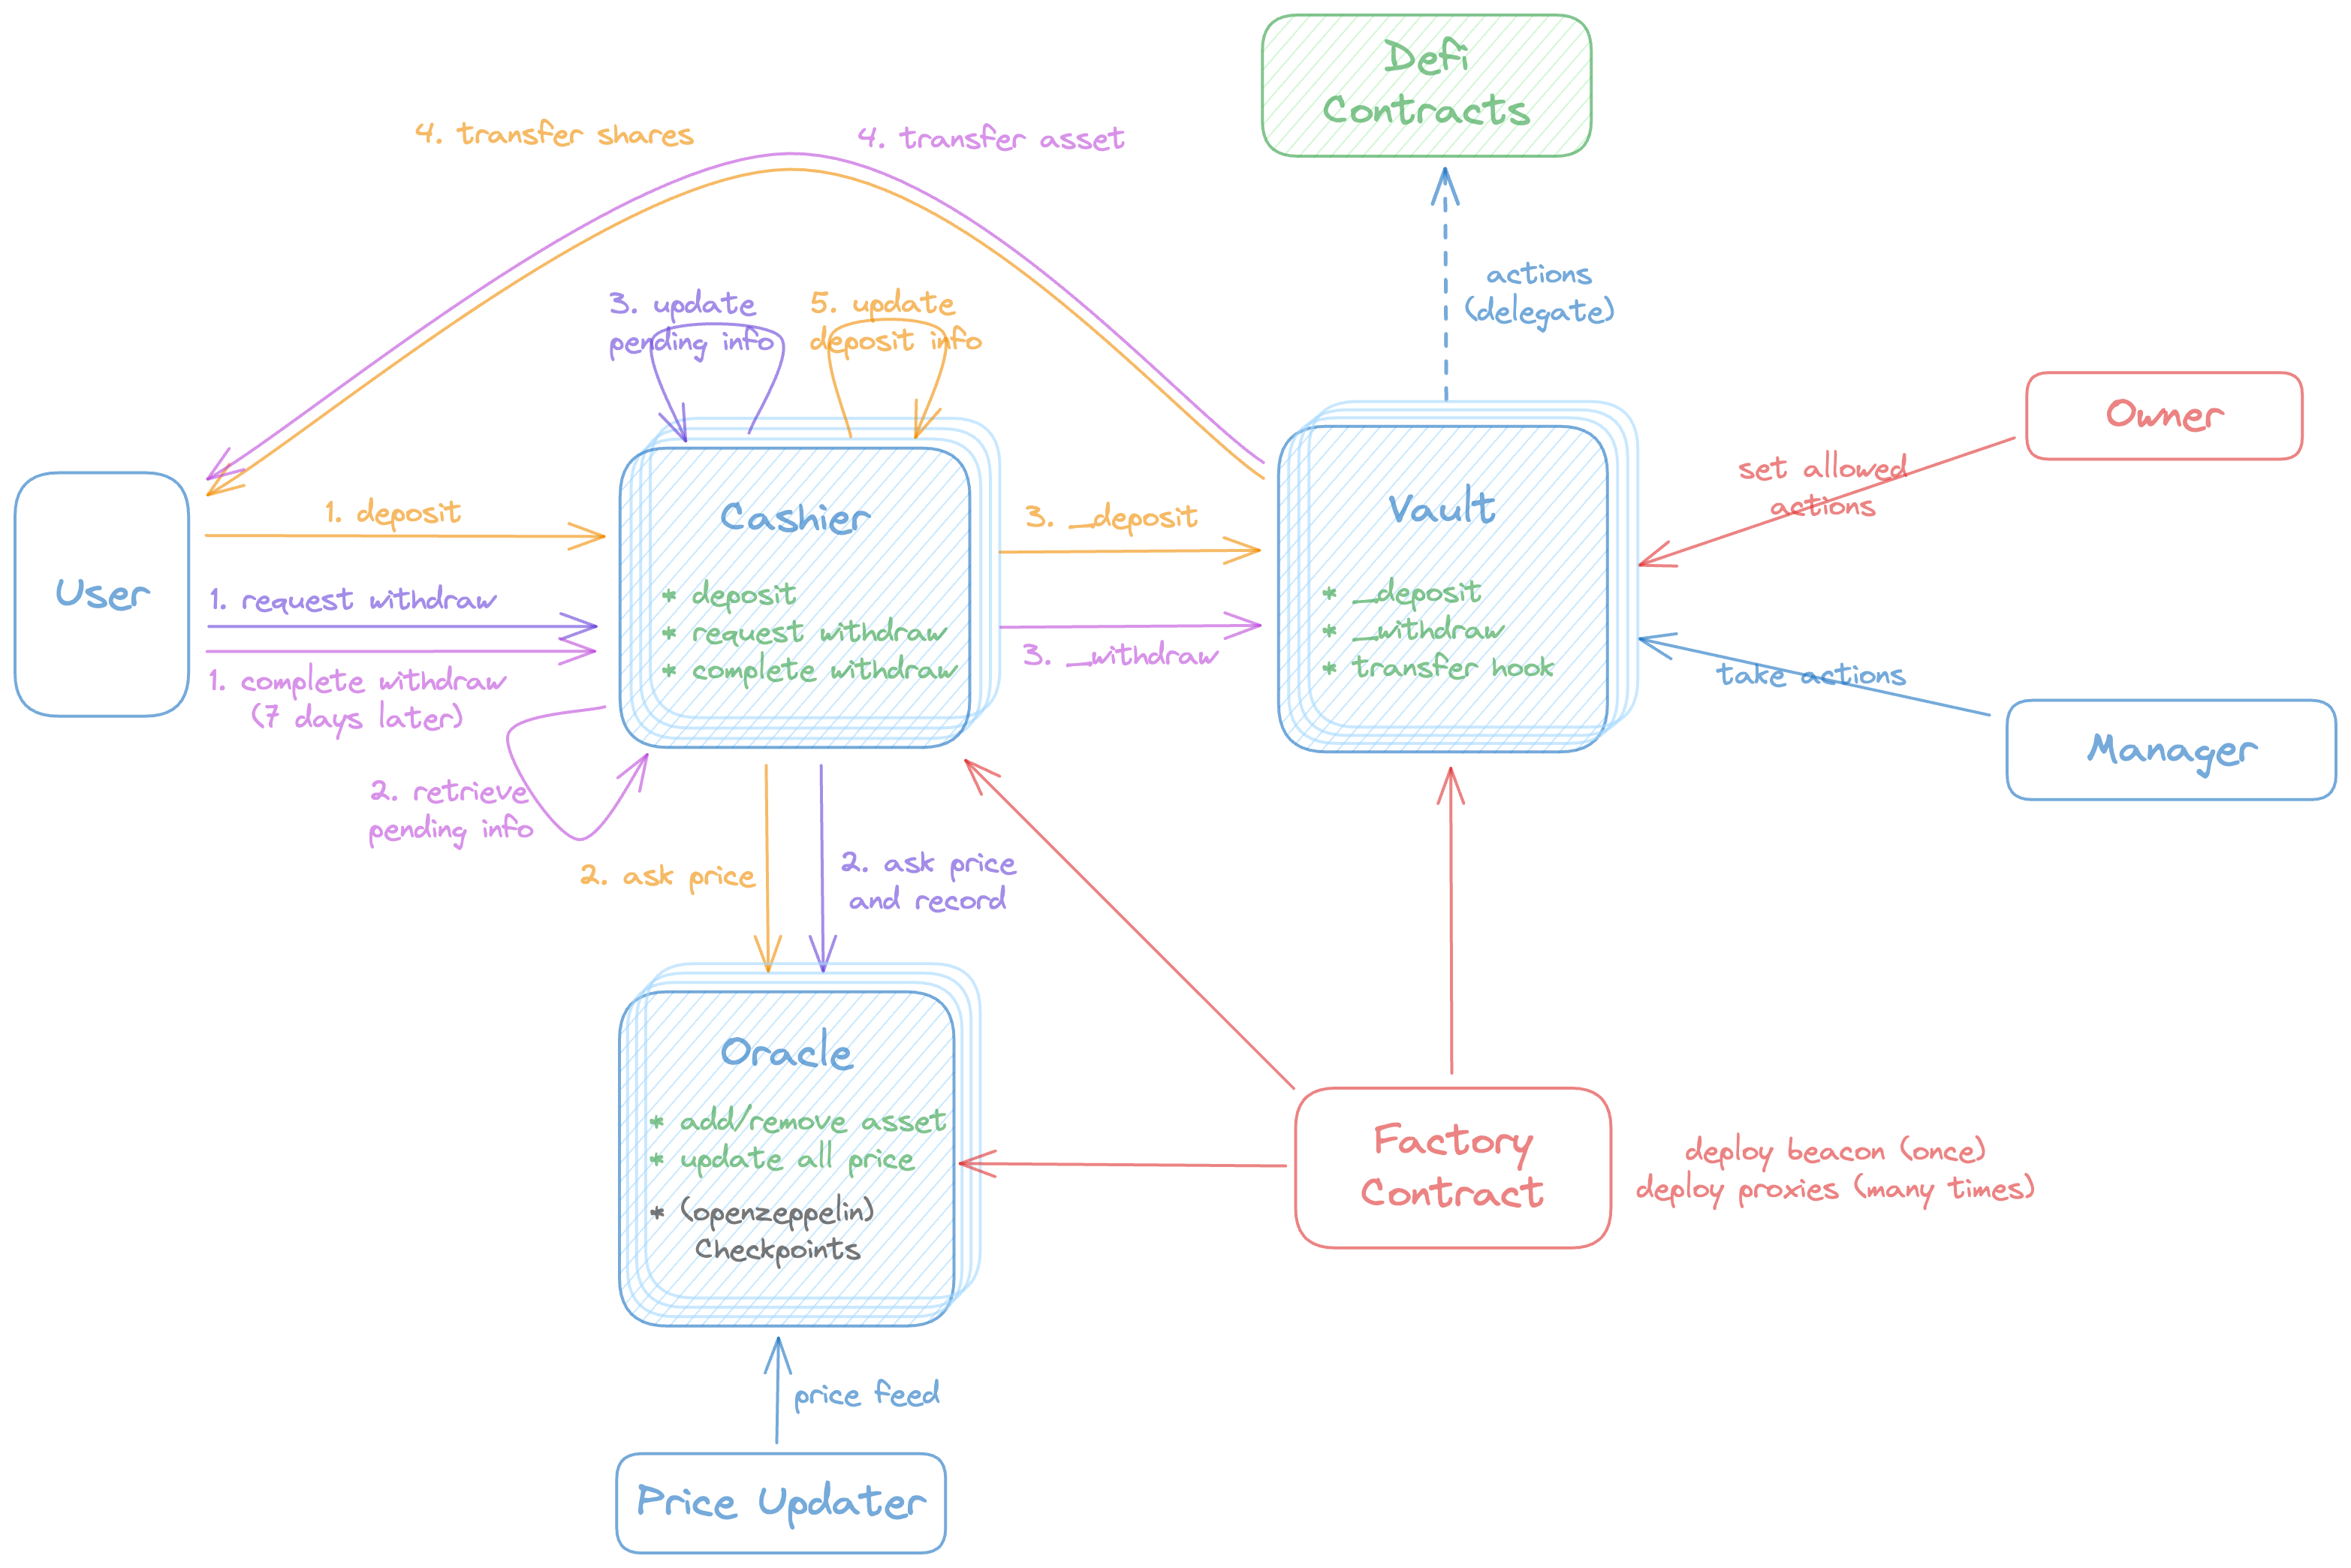 Defi
Contracts
4. transfer shares
4. transfer asset
actions
(delegate)
3. update
pending info
5. update
deposit info
Owner
set allowed
actions
User
1. deposit
1. request withdraw
1. complete withdraw
(7 days later)
Cashier
* deposit
* request withdraw
* complete withdraw
3. __deposit
3. __withdraw
Vault
* __deposit
* __withdraw
* transfer hook
take actions
Manager
2. retrieve
pending info
2. ask price
2. ask price
and record
Oracle
* add/remove asset
* update all price
* (openzeppelin)
Checkpoints
Factory
Contract
deploy beacon (once)
deploy proxies (many times)
price feed
Price Updater